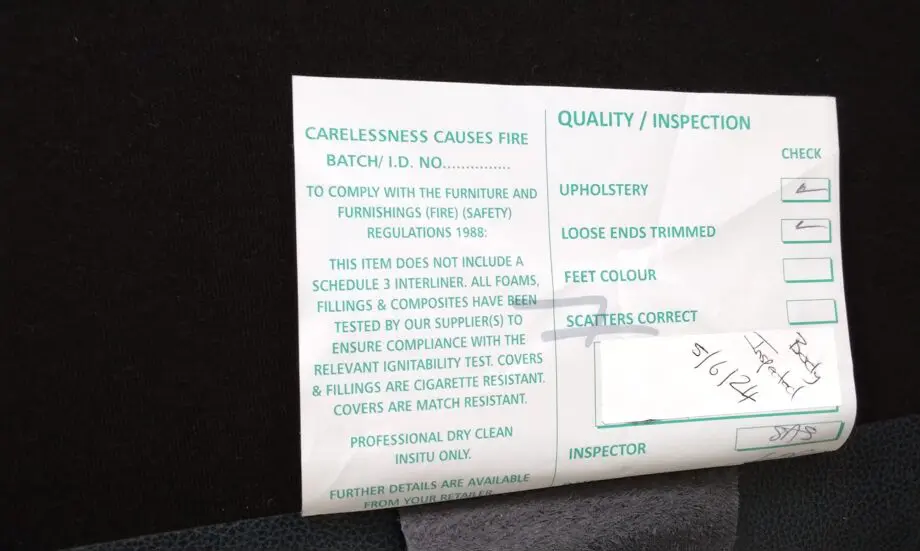 CARELESSNESS CAUSES FIRE
BATCH/ I.D. NO...............
TO COMPLY WITH THE FURNITURE AND
FURNISHINGS (FIRE) (SAFETY)
REGULATIONS 1988:
THIS ITEM DOES NOT INCLUDE A
SCHEDULE 3 INTERLINER. ALL FOAMS,
FILLINGS & COMPOSITES HAVE BEEN
TESTED BY OUR SUPPLIER(S) TO
ENSURE COMPLIANCE WITH THE
RELEVANT IGNITABILITY TEST. COVERS
& FILLINGS ARE CIGARETTE RESISTANT.
COVERS ARE MATCH RESISTANT.
PROFESSIONAL DRY CLEAN
INSITU ONLY.
FURTHER DETAILS ARE AVAILABLE
FROM YOUR RETAILER
QUALITY / INSPECTION
CHECK
UPHOLSTERY
LOOSE ENDS TRIMMED
FEET COLOUR
SCATTERS CORRECT
Body
5/6/24
INSPECTOR